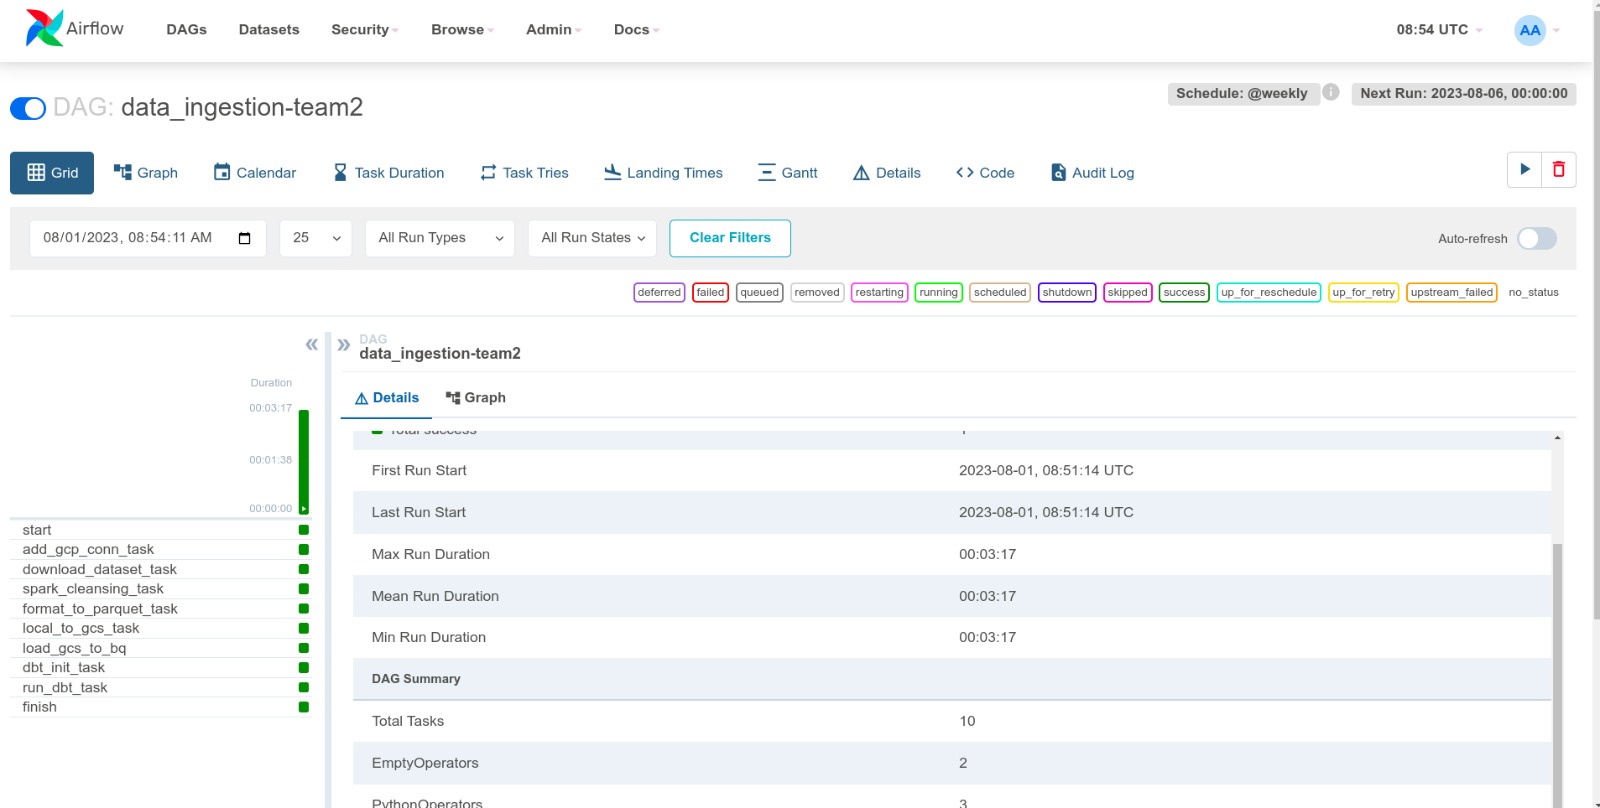 Airflow DAGs Datasets Security Browse Admin Docs 08:54 UTC AA
DAG: data_ingestion-team2 Schedule: @weekly i Next Run: 2023-08-06, 00:00:00
Grid Graph Calendar Task Duration Task Tries Landing Times Gantt Details Code Audit Log
08/01/2023, 08:54:11 AM 25 All Run Types All Run States Clear Filters Auto-refresh
deferred failed queued removed restarting running scheduled shutdown skipped success up_for_reschedule up_for_retry upstream_failed no_status
DAG
data_ingestion-team2
Duration
00:03:17
00:01:38
00:00:00
start
add_gcp_conn_task
download_dataset_task
spark_cleansing_task
format_to_parquet_task
local_to_gcs_task
load_gcs_to_bq
dbt_init_task
run_dbt_task
finish
Details Graph
Total success 1
First Run Start 2023-08-01, 08:51:14 UTC
Last Run Start 2023-08-01, 08:51:14 UTC
Max Run Duration 00:03:17
Mean Run Duration 00:03:17
Min Run Duration 00:03:17
DAG Summary
Total Tasks 10
EmptyOperators 2
PythonOperators 3